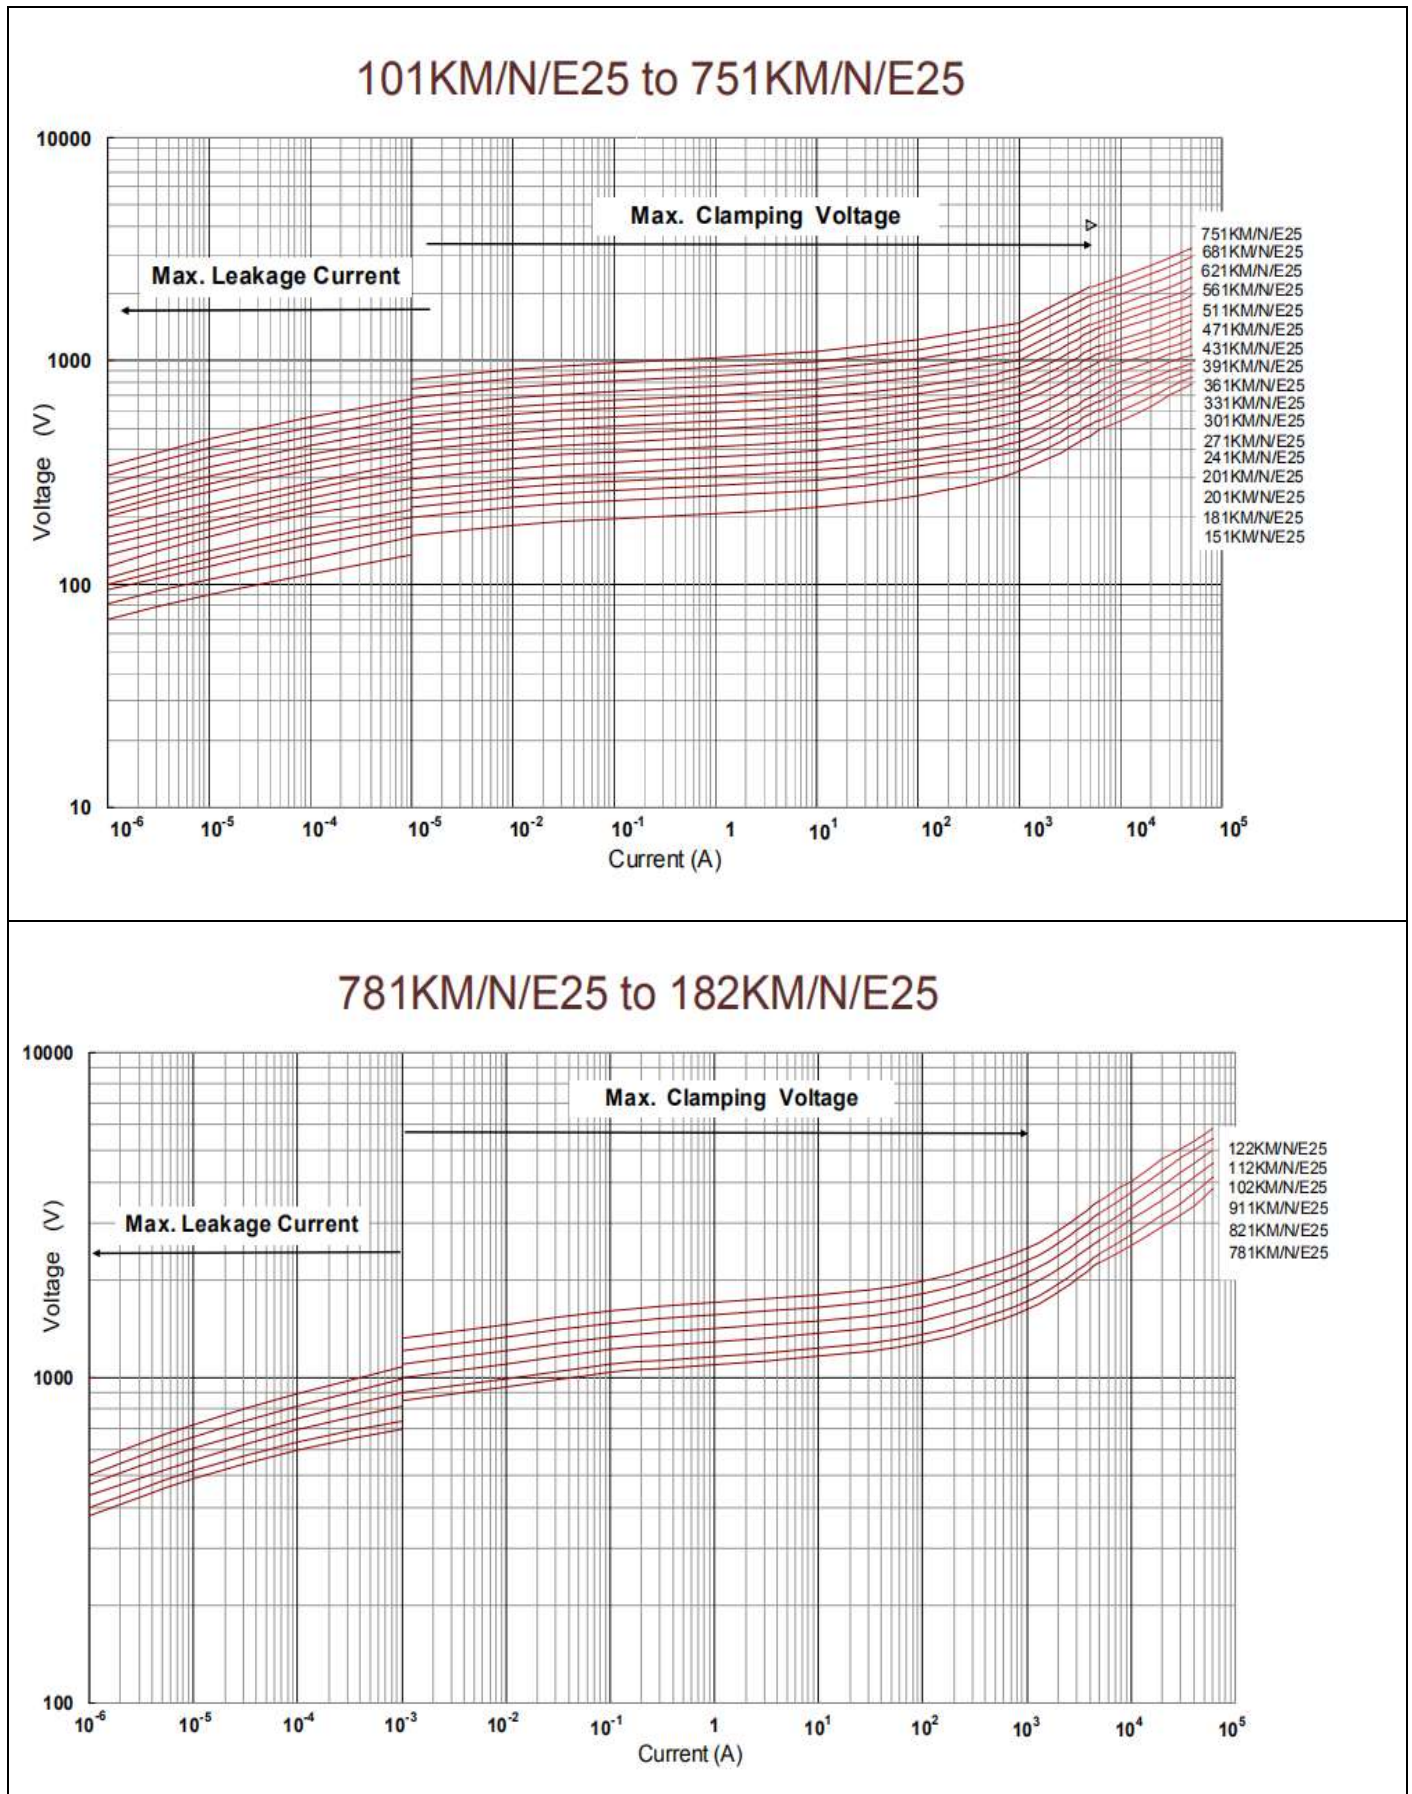 101KM/N/E25 to 751KM/N/E25
10000
Max. Clamping Voltage
751KM/N/E25
681KM/N/E25
Max. Leakage Current
621KM/N/E25
561KM/N/E25
511KM/N/E25
471KM/N/E25
431KM/N/E25
1000
391KM/N/E25
361KM/N/E25
331KM/N/E25
301KM/N/E25
271KM/N/E25
241KM/N/E25
201KM/N/E25
201KM/N/E25
181KM/N/E25
151KM/N/E25
Voltage (V)
100
10
10⁻⁶ 10⁻⁵ 10⁻⁴ 10⁻⁵ 10⁻² 10⁻¹ 1 10¹ 10² 10³ 10⁴ 10⁵
Current (A)
781KM/N/E25 to 182KM/N/E25
10000
Max. Clamping Voltage
122KM/N/E25
112KM/N/E25
102KM/N/E25
911KM/N/E25
Max. Leakage Current
821KM/N/E25
781KM/N/E25
Voltage (V)
1000
100
10⁻⁶ 10⁻⁵ 10⁻⁴ 10⁻³ 10⁻² 10⁻¹ 1 10¹ 10² 10³ 10⁴ 10⁵
Current (A)